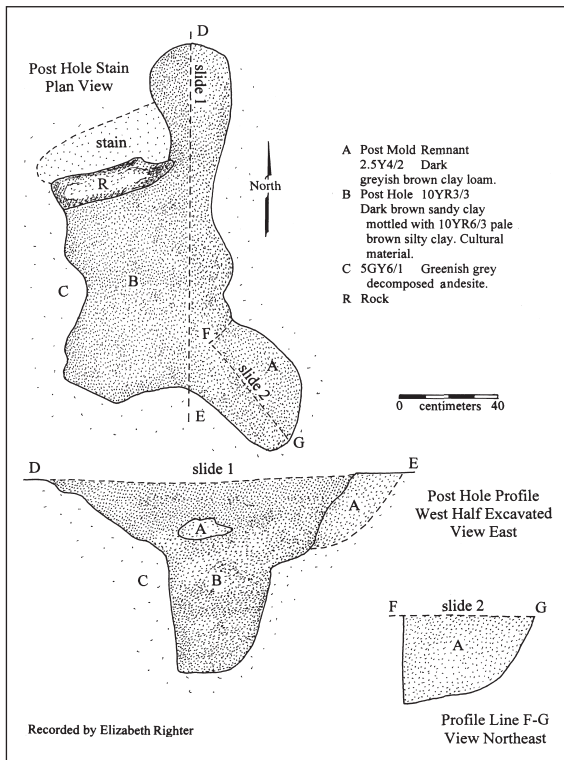 D
Post Hole Stain
Plan View
slide 1
stain
R
North
A Post Mold Remnant
2.5Y4/2 Dark
greyish brown clay loam.
B Post Hole 10YR3/3
Dark brown sandy clay
mottled with 10YR6/3 pale
brown silty clay. Cultural
material.
C 5GY6/1 Greenish grey
decomposed andesite.
R Rock
C
B
F
A
slide 2
E
G
0 centimeters 40
D
slide 1
E
A
A
C
B
Post Hole Profile
West Half Excavated
View East
F
slide 2
G
A
Profile Line F-G
View Northeast
Recorded by Elizabeth Righter